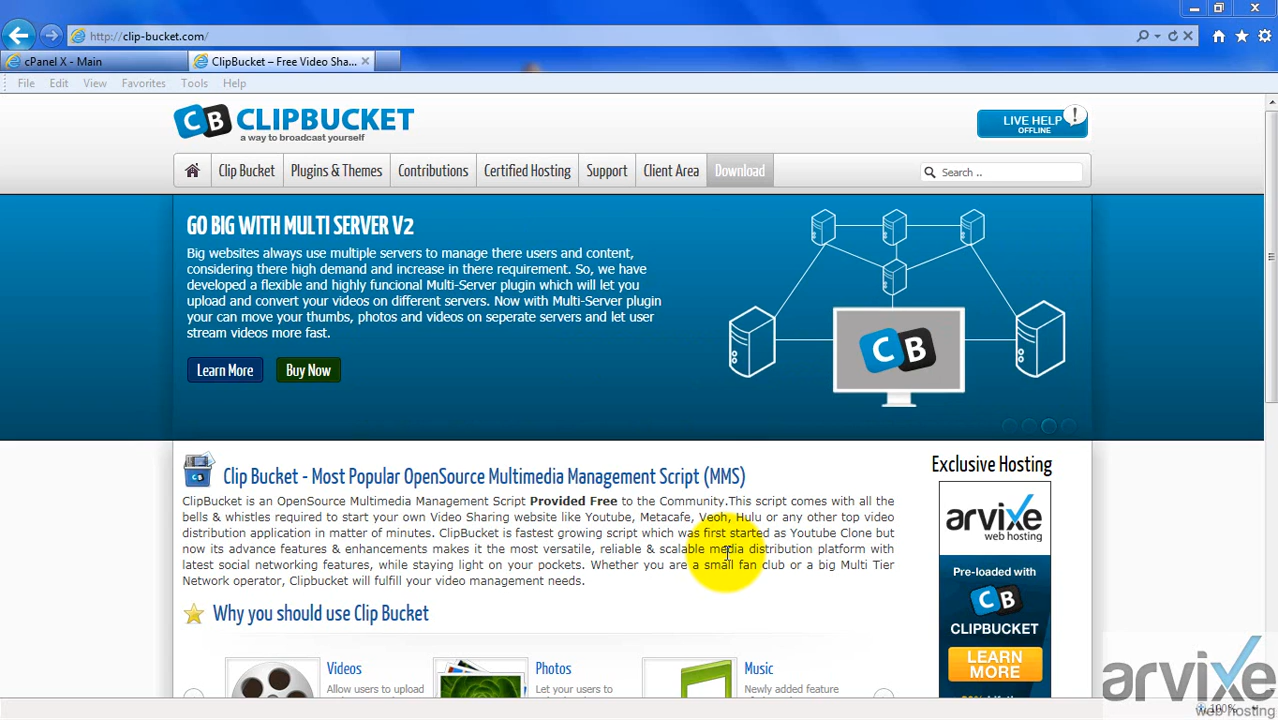 http://clip-bucket.com/
cPanel X - Main
ClipBucket – Free Video Sha...
File Edit View Favorites Tools Help
CB CLIPBUCKET
a way to broadcast yourself
LIVE HELP !
OFFLINE
Clip Bucket Plugins & Themes Contributions Certified Hosting Support Client Area Download
Search ..
GO BIG WITH MULTI SERVER V2
Big websites always use multiple servers to manage there users and content,
considering there high demand and increase in there requirement. So, we have
developed a flexible and highly funcional Multi-Server plugin which will let you
upload and convert your videos on different servers. Now with Multi-Server plugin
your can move your thumbs, photos and videos on seperate servers and let user
stream videos more fast.
Learn More Buy Now
CB
Clip Bucket - Most Popular OpenSource Multimedia Management Script (MMS)
ClipBucket is an OpenSource Multimedia Management Script Provided Free to the Community.This script comes with all the
bells & whistles required to start your own Video Sharing website like Youtube, Metacafe, Veoh, Hulu or any other top video
distribution application in matter of minutes. ClipBucket is fastest growing script which was first started as Youtube Clone but
now its advance features & enhancements makes it the most versatile, reliable & scalable media distribution platform with
latest social networking features, while staying light on your pockets. Whether you are a small fan club or a big Multi Tier
Network operator, Clipbucket will fulfill your video management needs.
Why you should use Clip Bucket
Videos
Allow users to upload
Photos
Let your users to
Music
Newly added feature
Exclusive Hosting
arvixe
web hosting
Pre-loaded with
CB
CLIPBUCKET
LEARN
MORE
arvixe
web hosting
100%